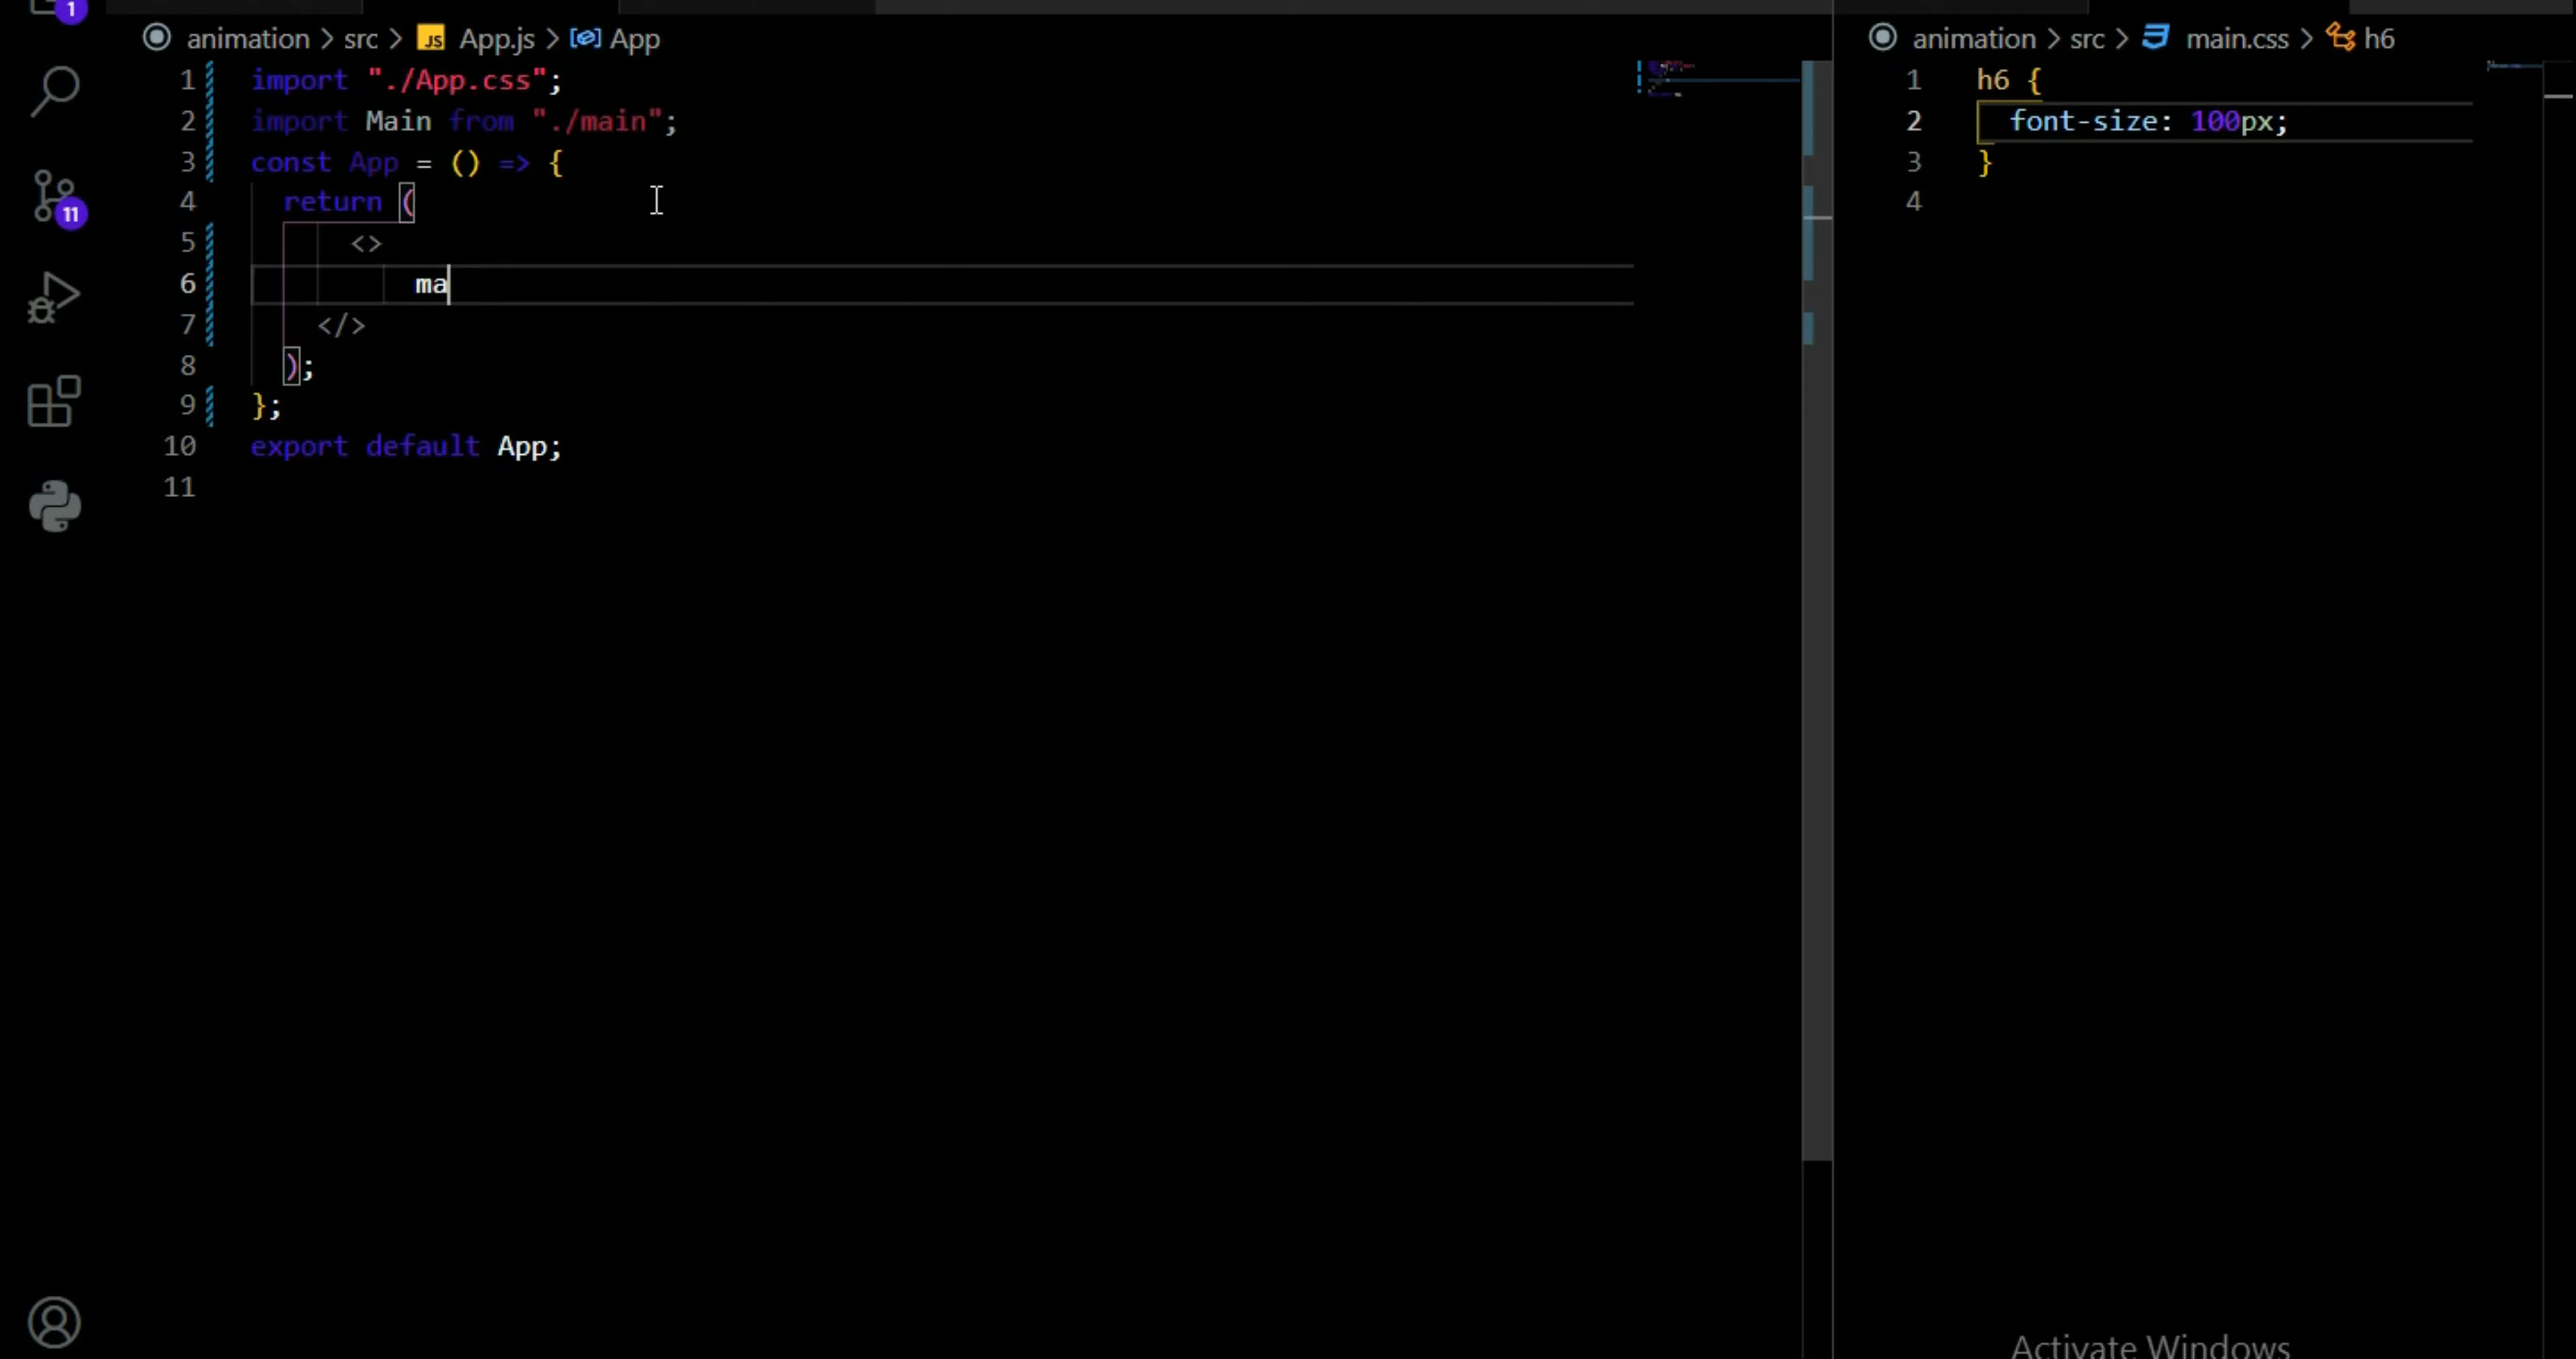 1
animation > src > JS App.js > App
1 import "./App.css";
2 import Main from "./main";
3 const App = () => {
4 return (
5 <>
6 ma
7 </>
8 );
9 };
10 export default App;
11
11
animation > src > main.css > h6
1 h6 {
2 font-size: 100px;
3 }
4
Activate Windows